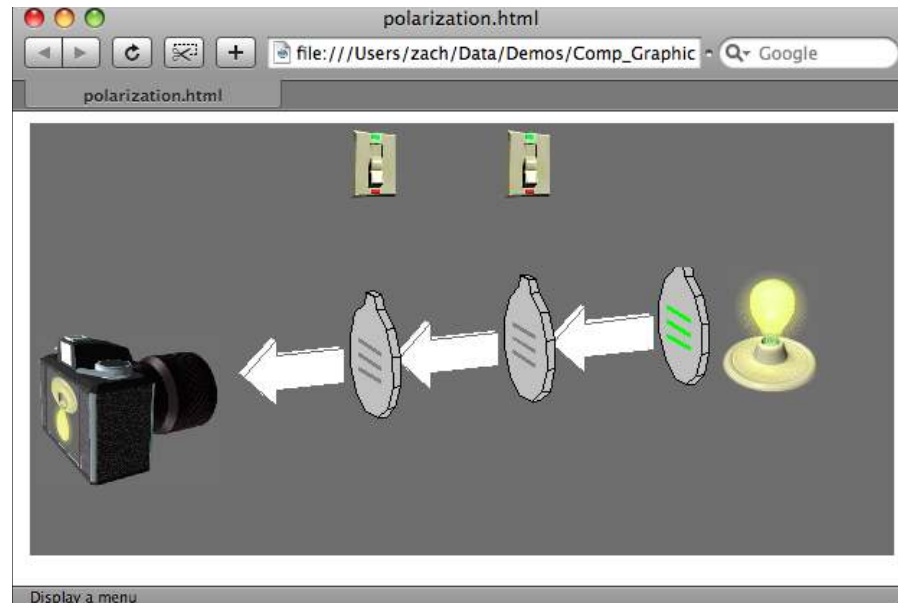 polarization.html
file:///Users/zach/Data/Demos/Comp_Graphic
Google
polarization.html
Display a menu